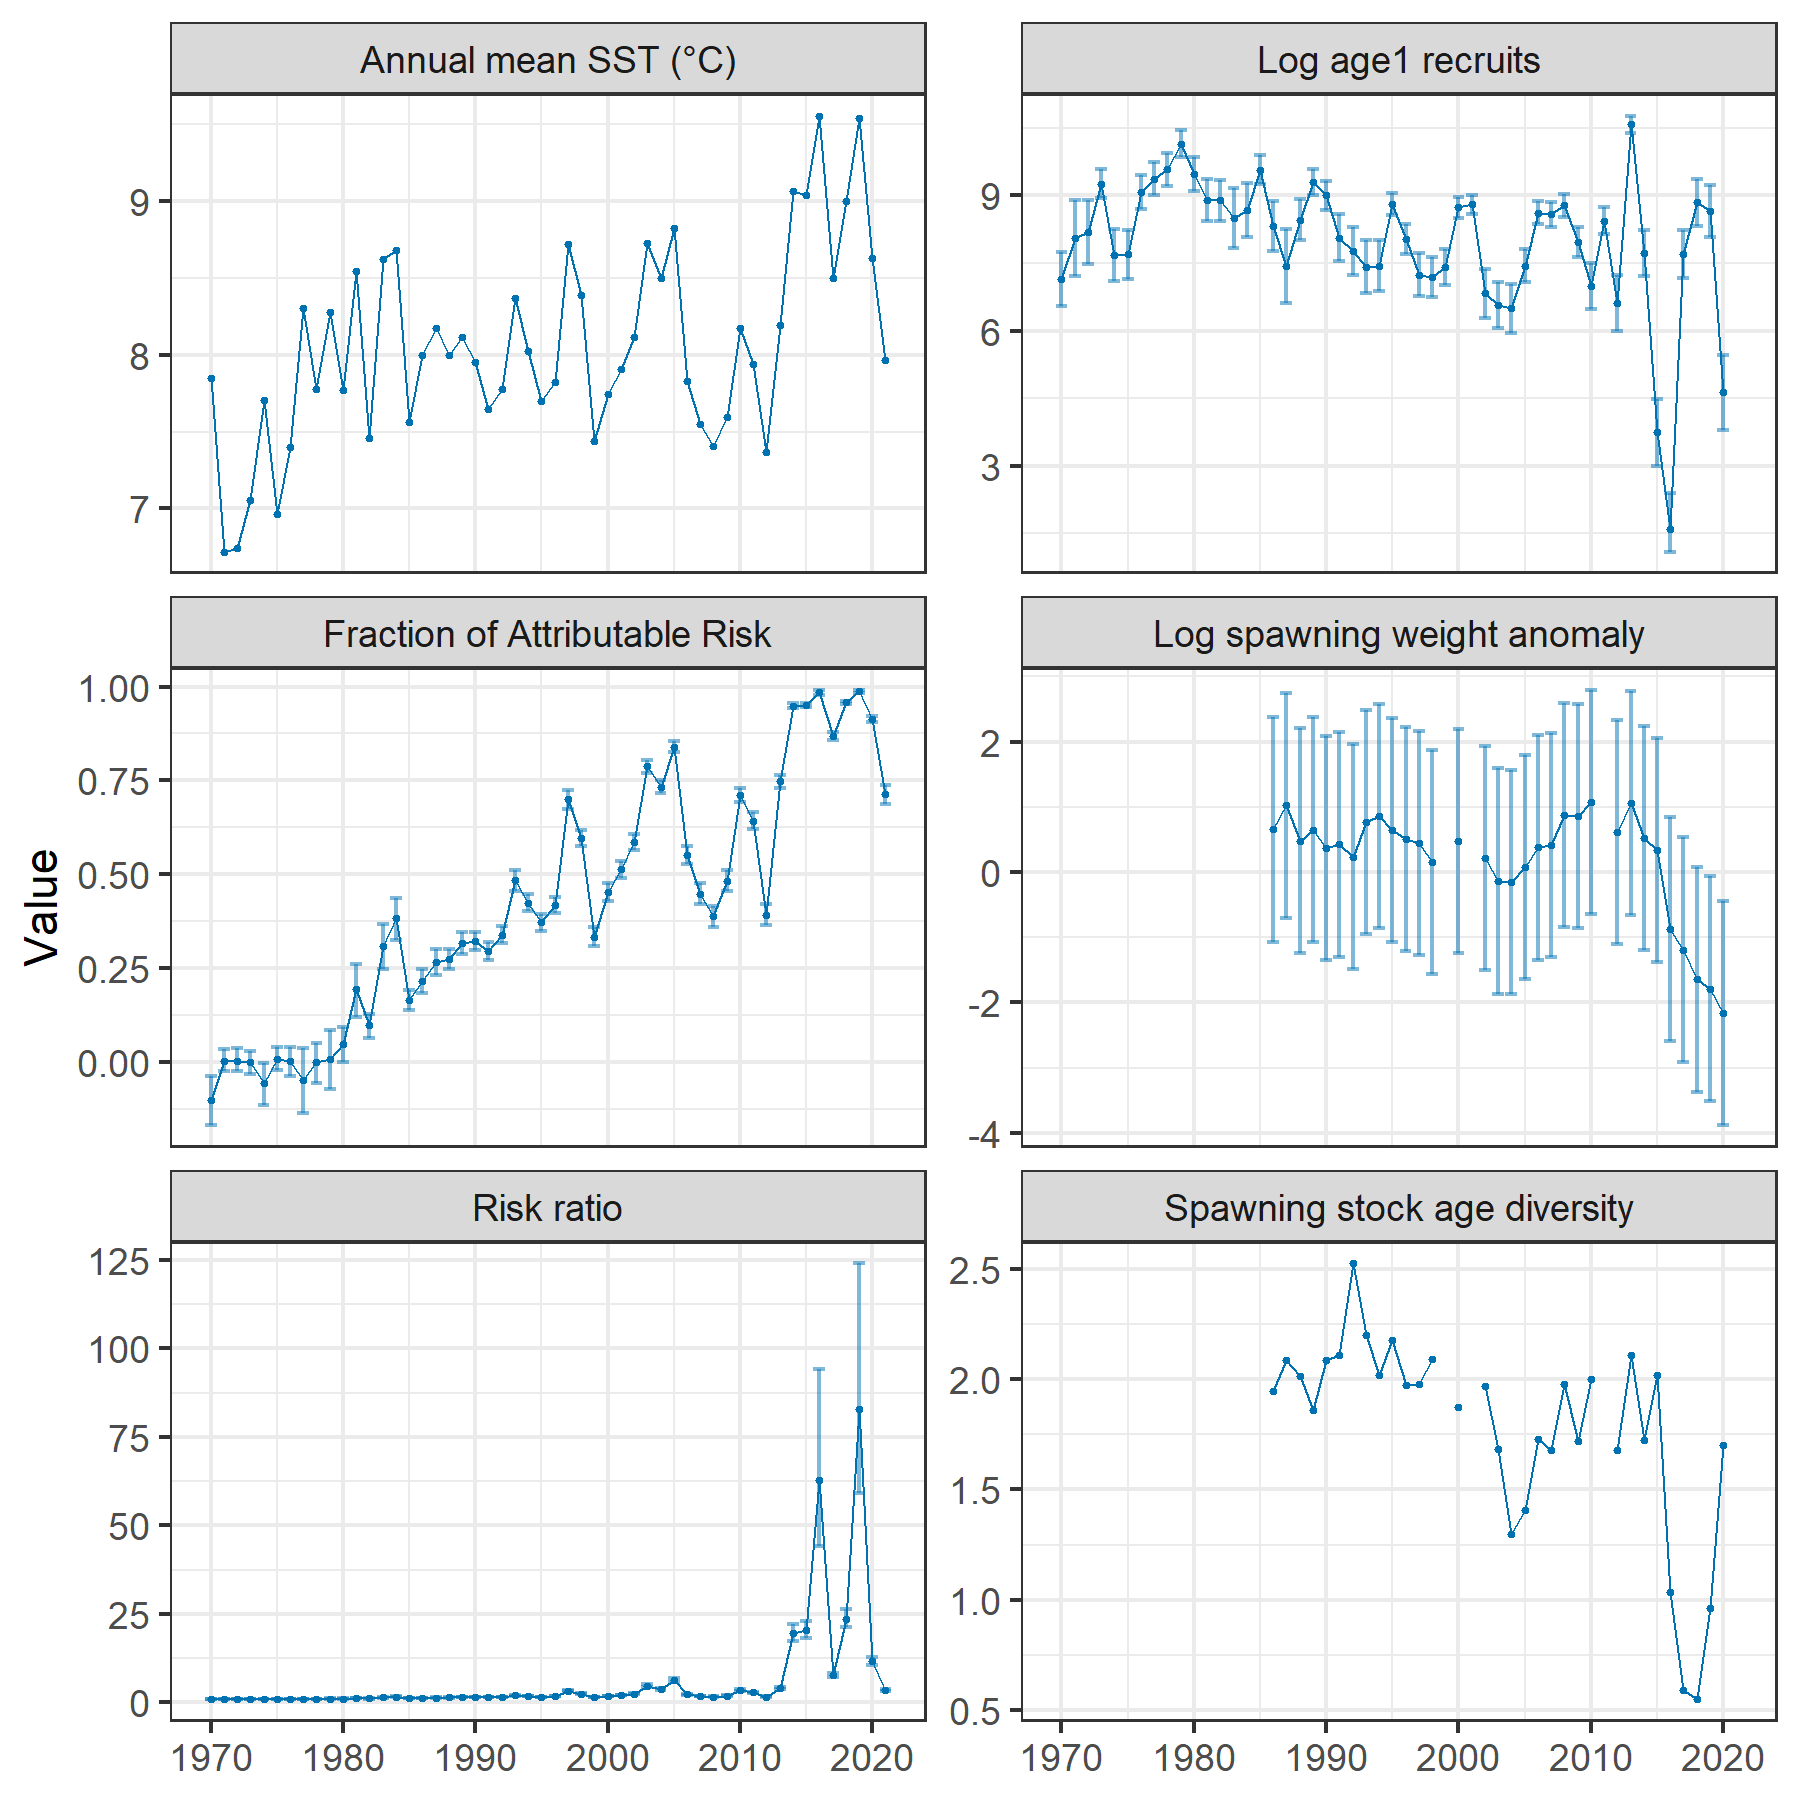 Annual mean SST (°C)
Log age1 recruits
9
8
7
9
6
3
Fraction of Attributable Risk
Log spawning weight anomaly
1.00
0.75
0.50
0.25
0.00
2
0
-2
-4
Value
Risk ratio
Spawning stock age diversity
125
100
75
50
25
0
2.5
2.0
1.5
1.0
0.5
1970 1980 1990 2000 2010 2020
1970 1980 1990 2000 2010 2020